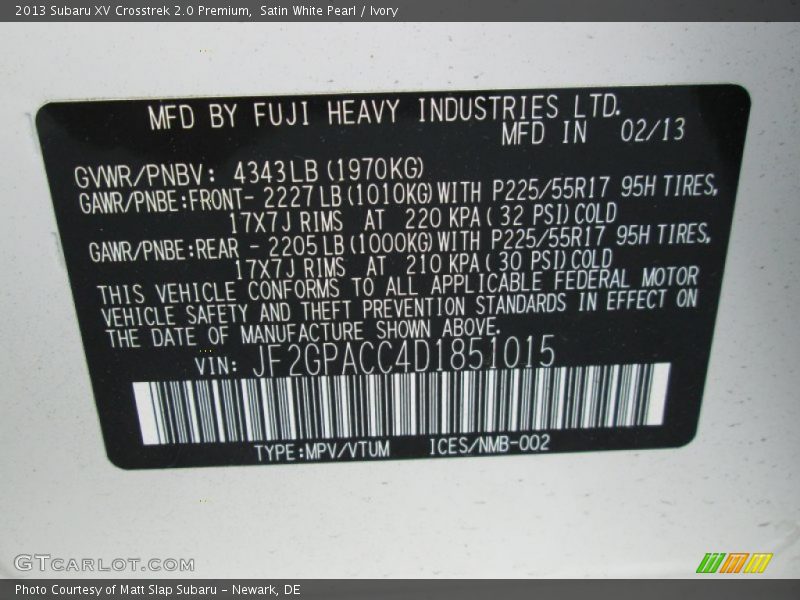 2013 Subaru XV Crosstrek 2.0 Premium,  Satin White Pearl / Ivory
MFD BY FUJI HEAVY INDUSTRIES LTD.
MFD IN 02/13
GVWR/PNBV: 4343LB (1970KG)
GAWR/PNBE:FRONT- 2227LB (1010KG) WITH P225/55R17 95H TIRES,
17X7J RIMS AT 220 KPA( 32 PSI) COLD
GAWR/PNBE:REAR - 2205LB (1000KG) WITH P225/55R17 95H TIRES,
17X7J RIMS AT 210 KPA( 30 PSI) COLD
THIS VEHICLE CONFORMS TO ALL APPLICABLE FEDERAL MOTOR
VEHICLE SAFETY AND THEFT PREVENTION STANDARDS IN EFFECT ON
THE DATE OF MANUFACTURE SHOWN ABOVE.
VIN: JF2GPACC4D1851015
TYPE:MPV/VTUM ICES/NMB-002
GTCARLOT.COM
Photo Courtesy of Matt Slap Subaru - Newark, DE